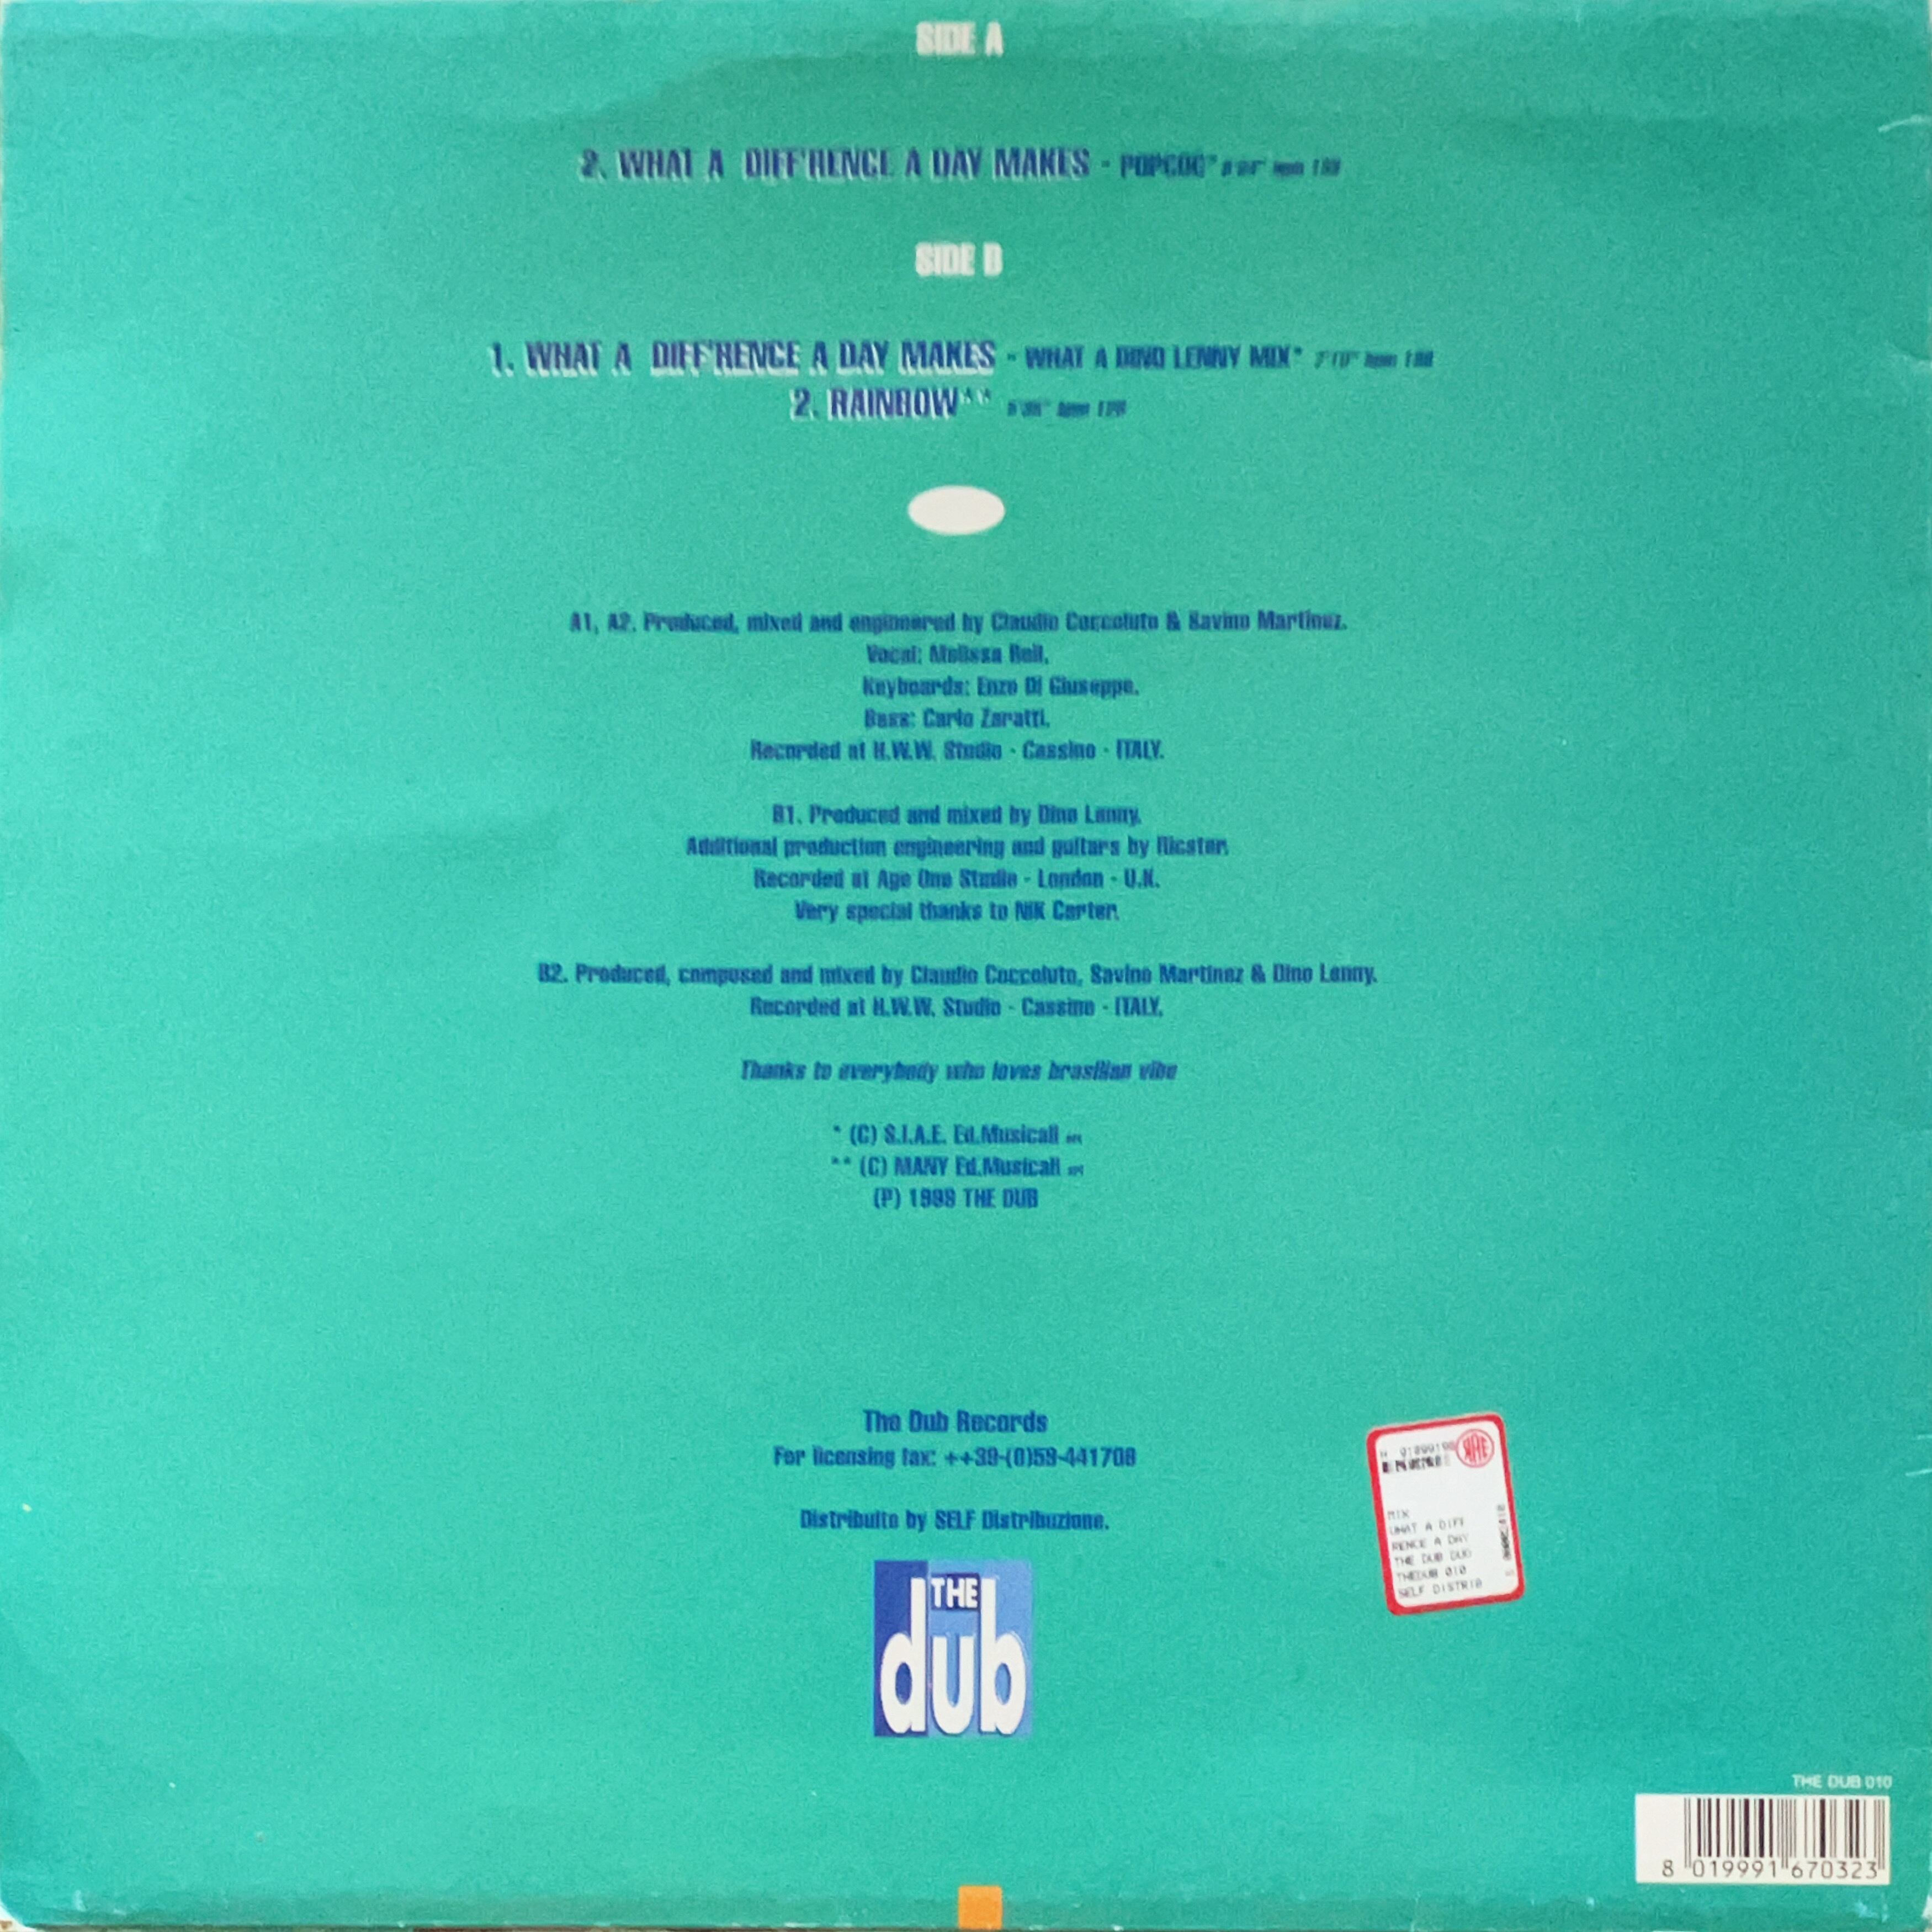 SIDE A
2. WHAT A DIFF'RENCE A DAY MAKES - POPCOC* bpm
SIDE B
1. WHAT A DIFF'RENCE A DAY MAKES - WHAT A DINO LENNY MIX* 7'10" bpm
2. RAINBOW** bpm
A1, A2. Produced, mixed and engineered by Claudio Coccoluto & Savino Martinez.
Vocal: Melissa Bell.
Keyboards: Enzo Di Giuseppe.
Bass: Carlo Zaratti.
Recorded at H.W.W. Studio - Cassino - ITALY.
B1. Produced and mixed by Dino Lenny.
Additional production engineering and guitars by Ricster.
Recorded at Age One Studio - London - U.K.
Very special thanks to NIK Carter.
B2. Produced, composed and mixed by Claudio Coccoluto, Savino Martinez & Dino Lenny.
Recorded at H.W.W. Studio - Cassino - ITALY.
Thanks to everybody who loves brasilian vibe
* (C) S.I.A.E. Ed.Musicali
** (C) MANY Ed.Musicali
(P) 1998 THE DUB
The Dub Records
For licensing fax: ++39-(0)59-441708
Distribuito by SELF Distribuzione.
THE
dub
MIX
WHAT A DIFF
RENCE A DAY
THE DUB DUO
THEDUB 010
SELF DISTRIB
THE DUB 010
8 019991 670323